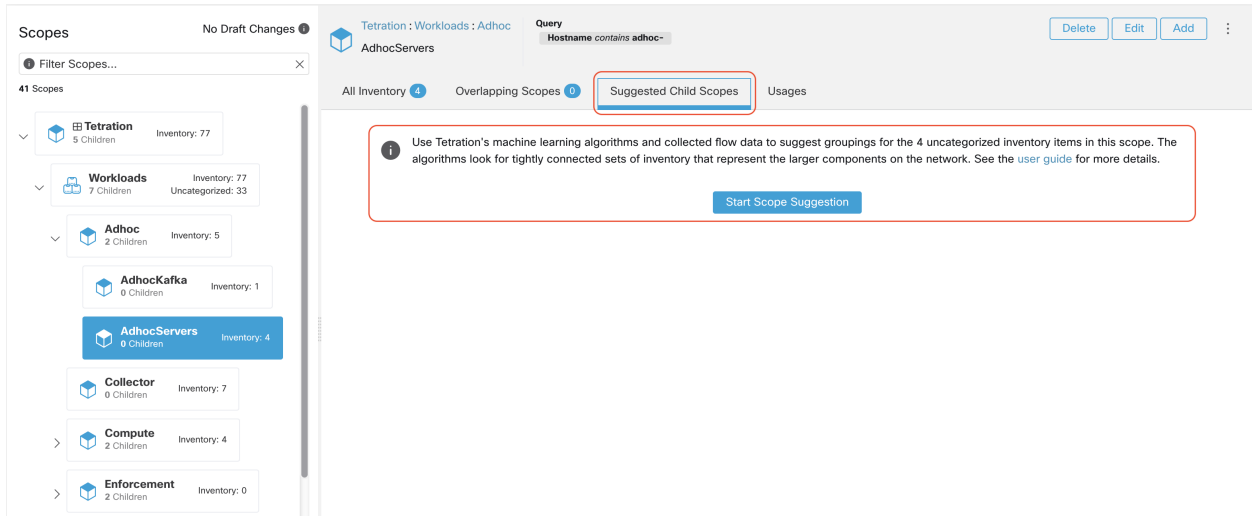 Scopes
No Draft Changes
Filter Scopes...
41 Scopes
Tetration
5 Children
Inventory: 77
Workloads
7 Children
Inventory: 77
Uncategorized: 33
Adhoc
2 Children
Inventory: 5
AdhocKafka
0 Children
Inventory: 1
AdhocServers
0 Children
Inventory: 4
Collector
0 Children
Inventory: 7
Compute
2 Children
Inventory: 4
Enforcement
2 Children
Inventory: 0
Tetration : Workloads : Adhoc
AdhocServers
Query
Hostname contains adhoc-
Delete
Edit
Add
All Inventory 4
Overlapping Scopes 0
Suggested Child Scopes
Usages
Use Tetration's machine learning algorithms and collected flow data to suggest groupings for the 4 uncategorized inventory items in this scope. The
algorithms look for tightly connected sets of inventory that represent the larger components on the network. See the user guide for more details.
Start Scope Suggestion